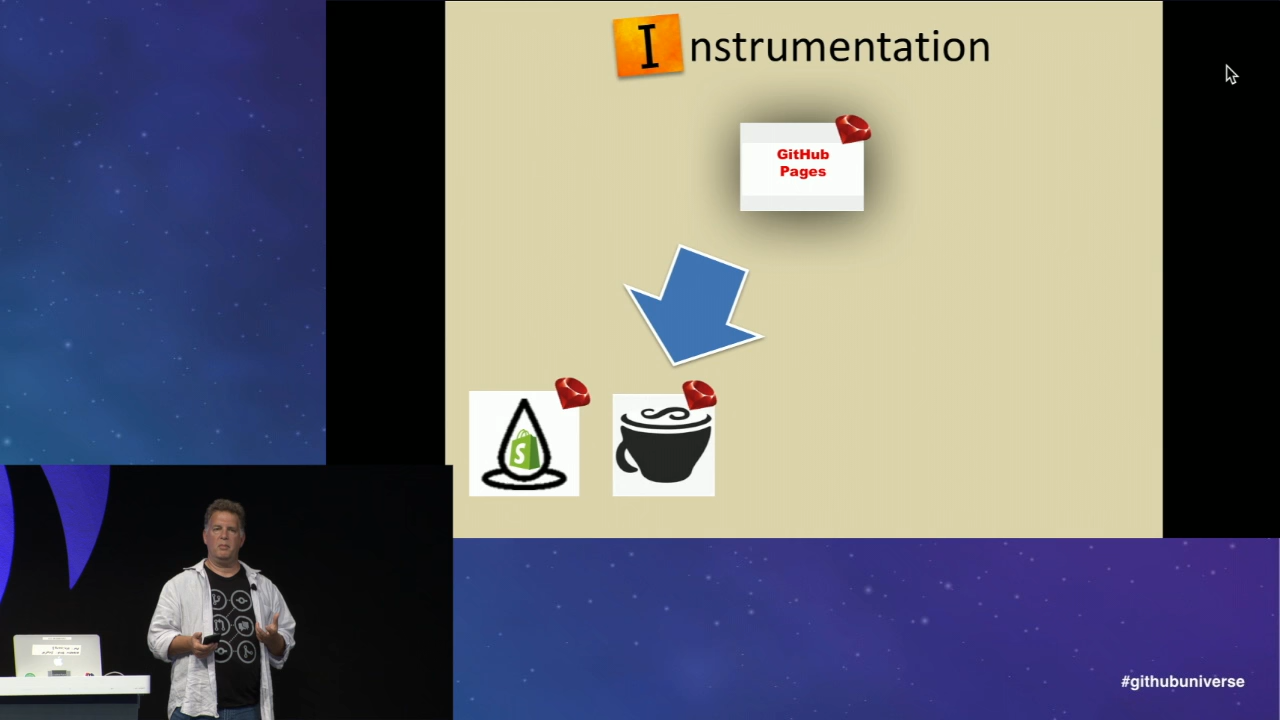 Instrumentation
GitHub
Pages
S
#githubuniverse